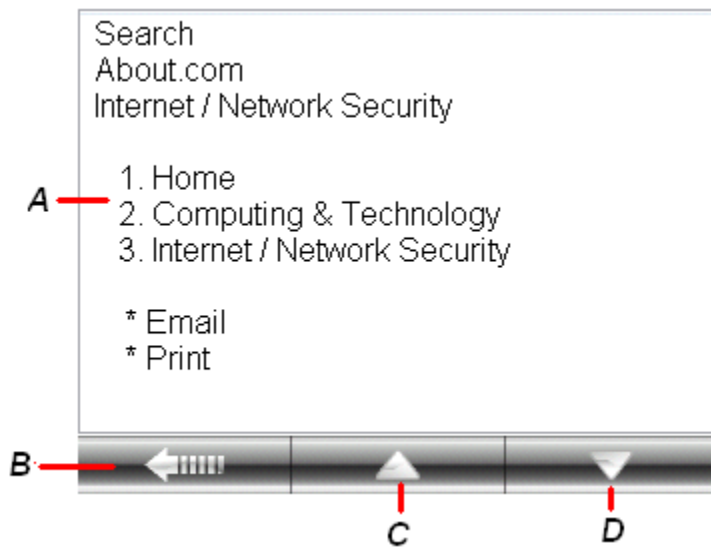 Search
About.com
Internet / Network Security
1. Home
A
2. Computing & Technology
3. Internet / Network Security
* Email
* Print
B
C
D